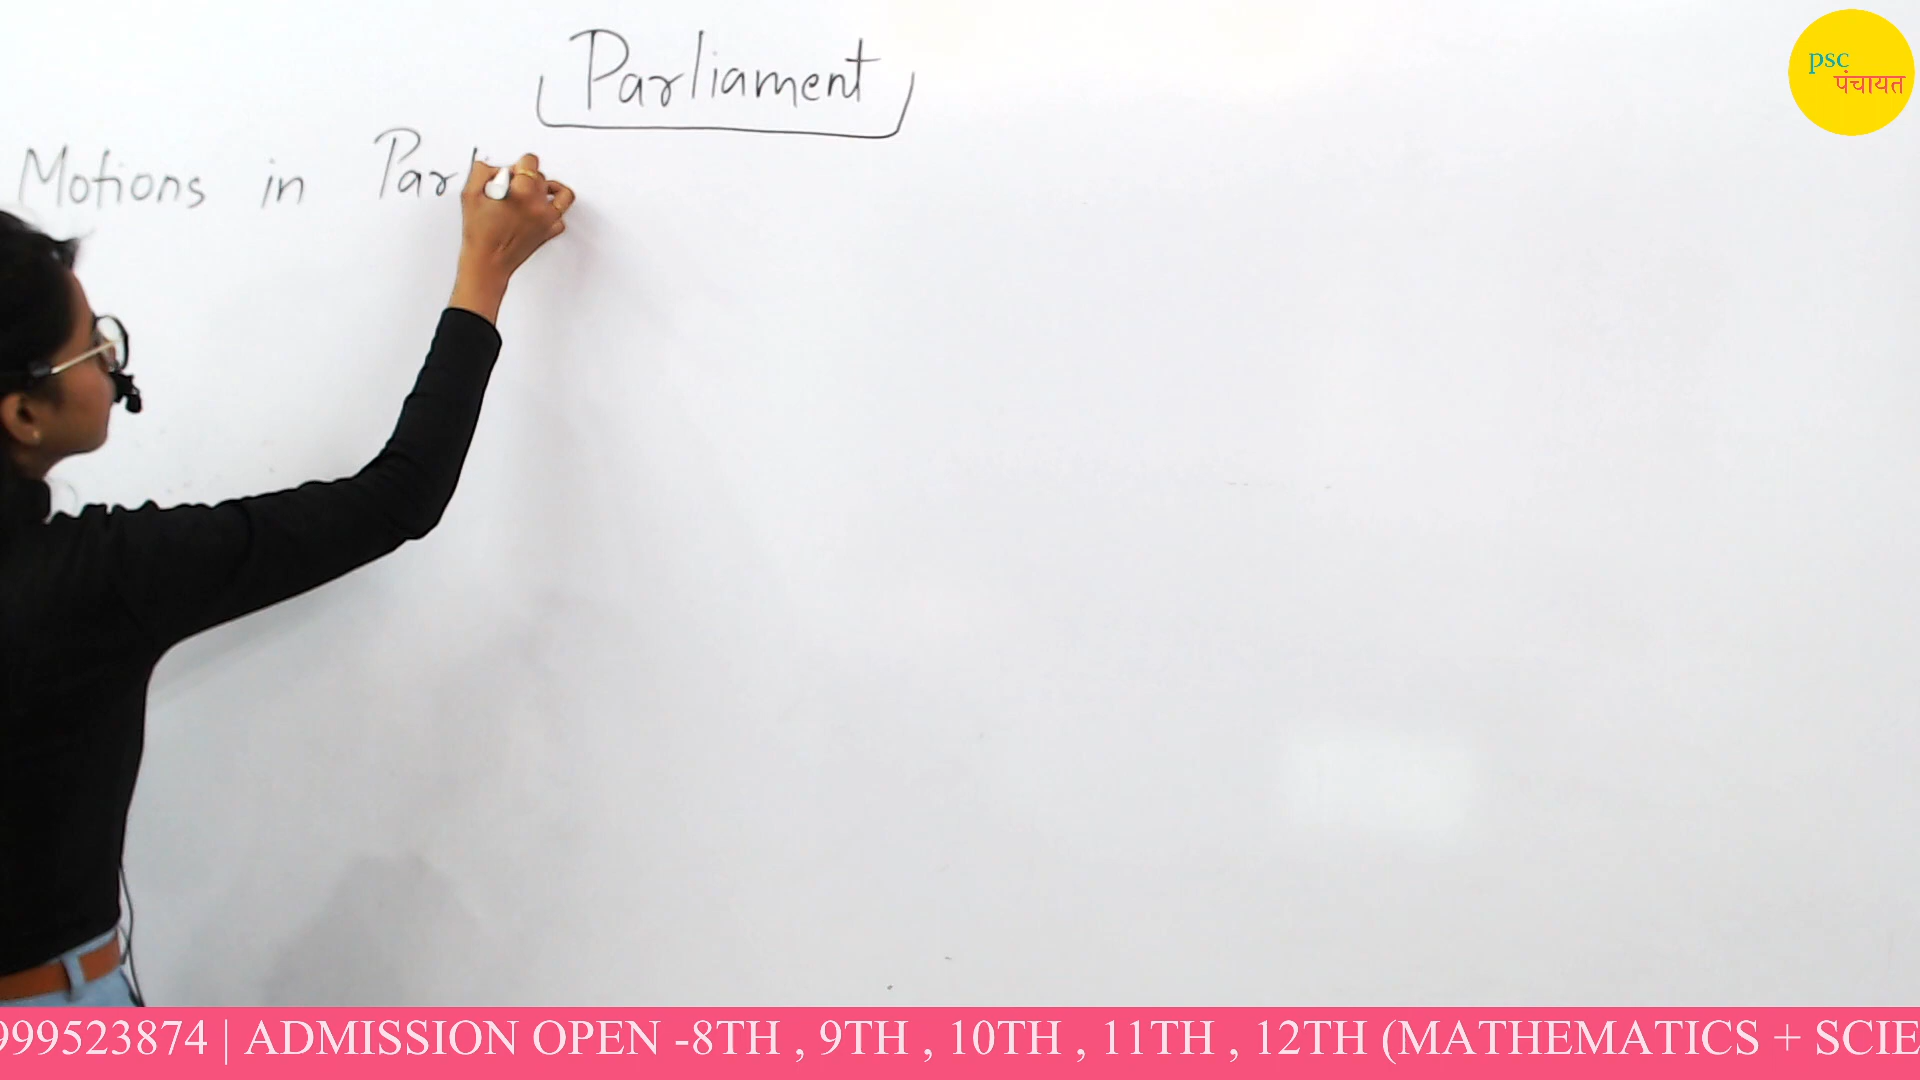 Parliament
psc
पंचायत
Motions in Parl
999523874 | ADMISSION OPEN -8TH , 9TH , 10TH , 11TH , 12TH (MATHEMATICS + SCIE